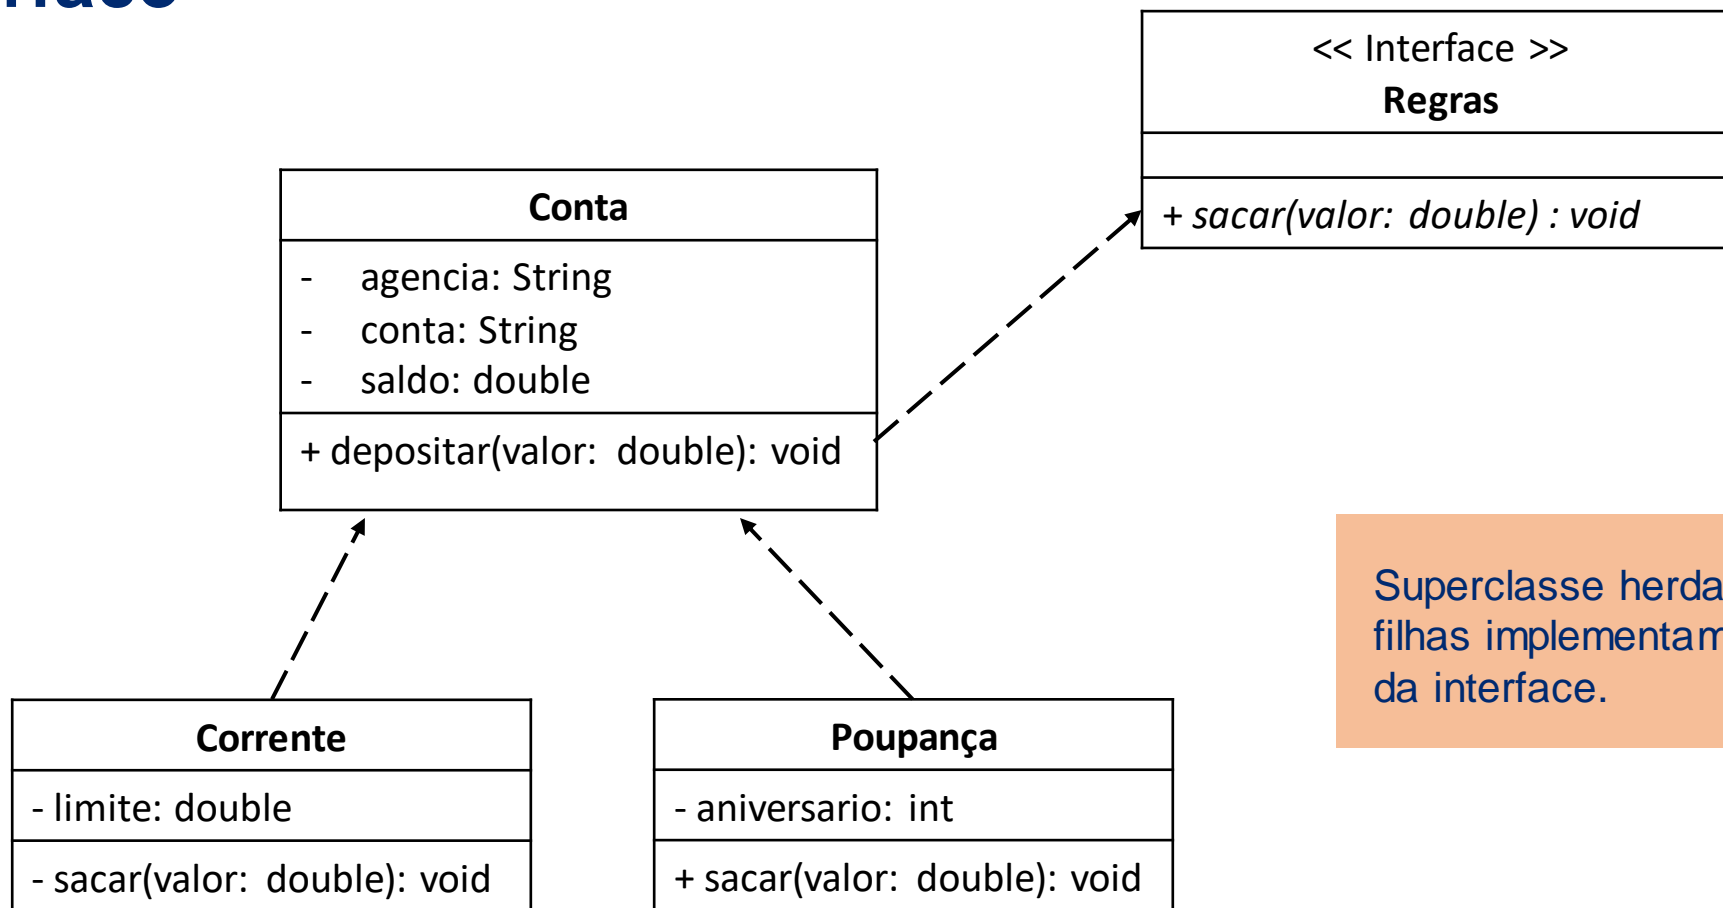 << Interface >>
Regras
+ sacar(valor: double) : void
Conta
- agencia: String
- conta: String
- saldo: double
+ depositar(valor: double): void
Superclasse herda
filhas implementam
da interface.
Corrente
- limite: double
- sacar(valor: double): void
Poupança
- aniversario: int
+ sacar(valor: double): void